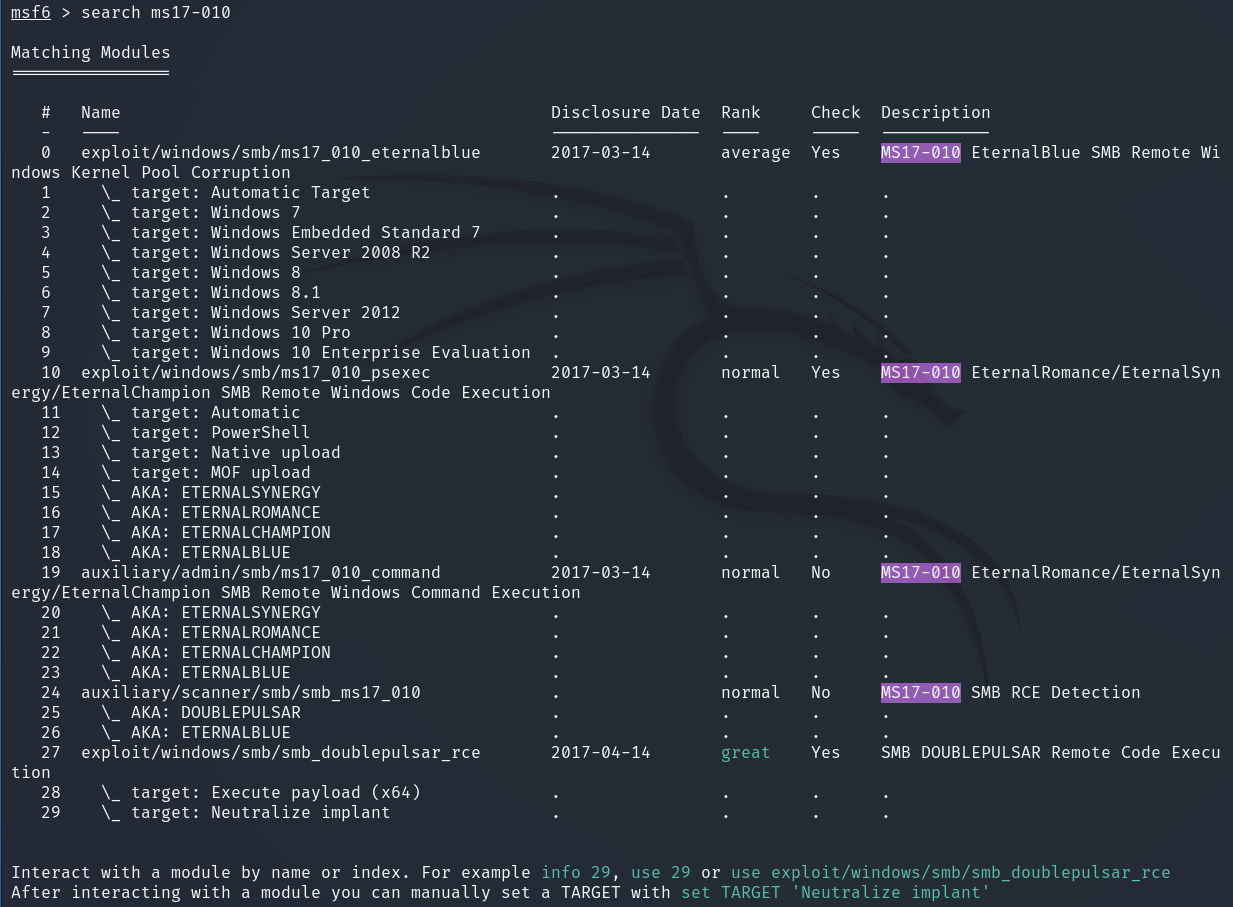 msf6 > search ms17-010
Matching Modules
================
#   Name                                           Disclosure Date  Rank     Check  Description
-   ----                                           ---------------  ----     -----  -----------
0   exploit/windows/smb/ms17_010_eternalblue       2017-03-14       average  Yes    MS17-010 EternalBlue SMB Remote Wi
ndows Kernel Pool Corruption
1     \_ target: Automatic Target                  .                .        .      .
2     \_ target: Windows 7                         .                .        .      .
3     \_ target: Windows Embedded Standard 7       .                .        .      .
4     \_ target: Windows Server 2008 R2            .                .        .      .
5     \_ target: Windows 8                         .                .        .      .
6     \_ target: Windows 8.1                       .                .        .      .
7     \_ target: Windows Server 2012               .                .        .      .
8     \_ target: Windows 10 Pro                    .                .        .      .
9     \_ target: Windows 10 Enterprise Evaluation  .                .        .      .
10  exploit/windows/smb/ms17_010_psexec            2017-03-14       normal   Yes    MS17-010 EternalRomance/EternalSyn
ergy/EternalChampion SMB Remote Windows Code Execution
11    \_ target: Automatic                         .                .        .      .
12    \_ target: PowerShell                        .                .        .      .
13    \_ target: Native upload                     .                .        .      .
14    \_ target: MOF upload                        .                .        .      .
15    \_ AKA: ETERNALSYNERGY                       .                .        .      .
16    \_ AKA: ETERNALROMANCE                       .                .        .      .
17    \_ AKA: ETERNALCHAMPION                      .                .        .      .
18    \_ AKA: ETERNALBLUE                          .                .        .      .
19  auxiliary/admin/smb/ms17_010_command           2017-03-14       normal   No     MS17-010 EternalRomance/EternalSyn
ergy/EternalChampion SMB Remote Windows Command Execution
20    \_ AKA: ETERNALSYNERGY                       .                .        .      .
21    \_ AKA: ETERNALROMANCE                       .                .        .      .
22    \_ AKA: ETERNALCHAMPION                      .                .        .      .
23    \_ AKA: ETERNALBLUE                          .                .        .      .
24  auxiliary/scanner/smb/smb_ms17_010             .                normal   No     MS17-010 SMB RCE Detection
25    \_ AKA: DOUBLEPULSAR                         .                .        .      .
26    \_ AKA: ETERNALBLUE                          .                .        .      .
27  exploit/windows/smb/smb_doublepulsar_rce       2017-04-14       great    Yes    SMB DOUBLEPULSAR Remote Code Execu
tion
28    \_ target: Execute payload (x64)             .                .        .      .
29    \_ target: Neutralize implant                .                .        .      .
Interact with a module by name or index. For example info 29, use 29 or use exploit/windows/smb/smb_doublepulsar_rce
After interacting with a module you can manually set a TARGET with set TARGET 'Neutralize implant'